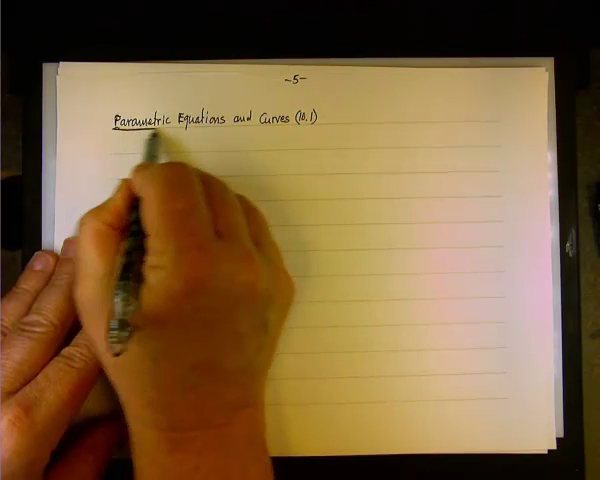 -5-
Parametric Equations and Curves (10.1)